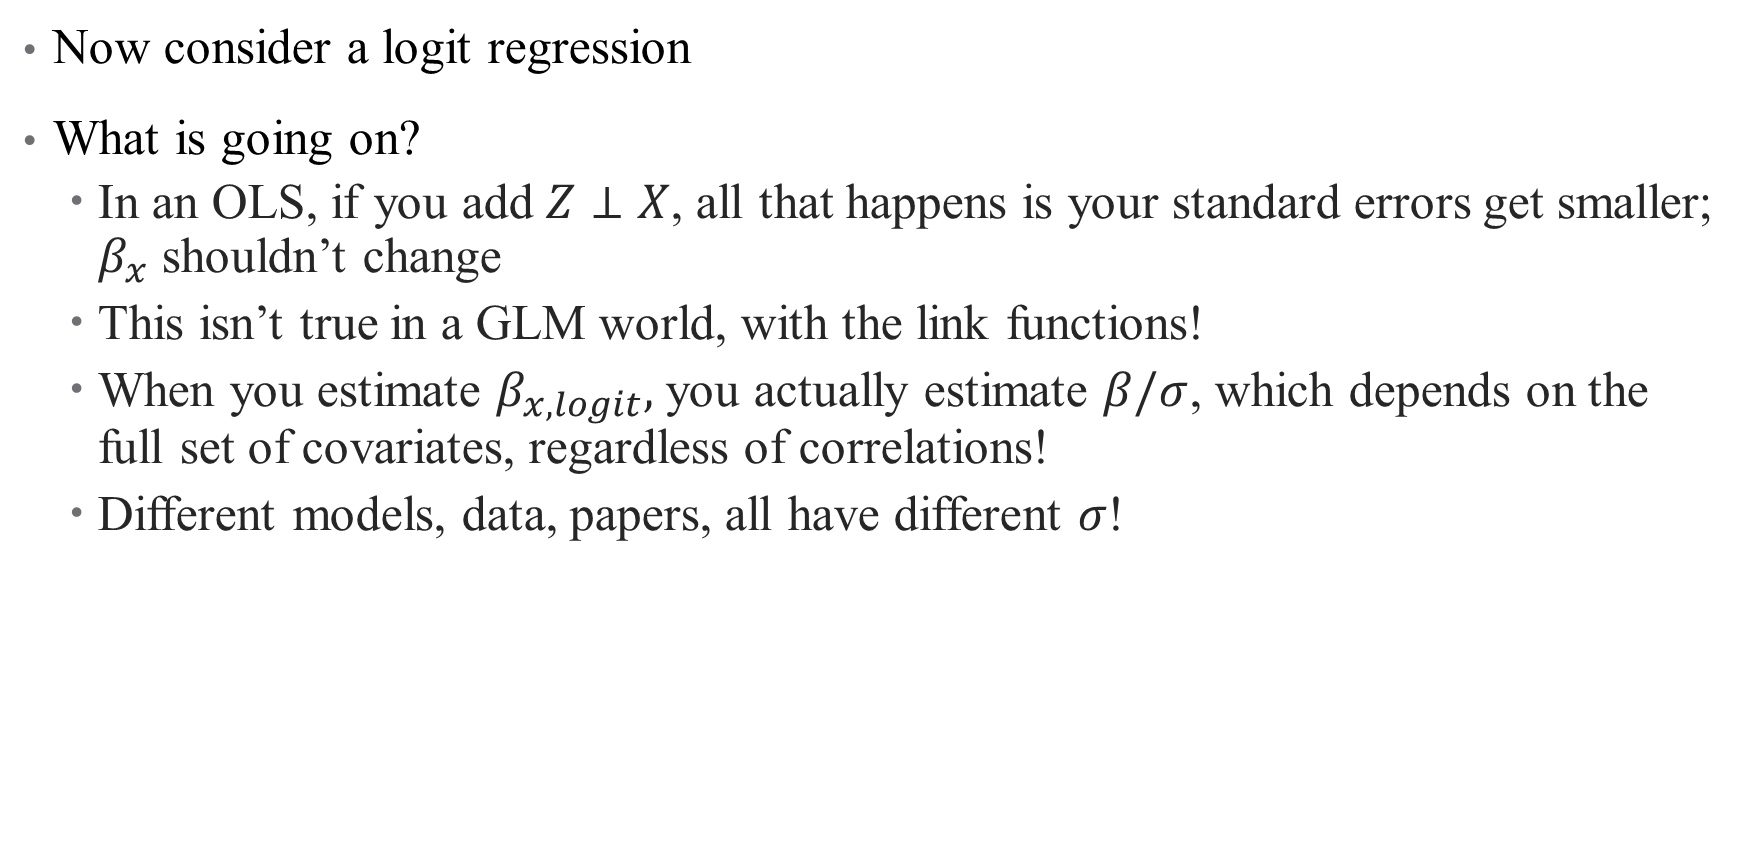 • Now consider a logit regression
• What is going on?
• In an OLS, if you add Z ⊥ X, all that happens is your standard errors get smaller;
βₓ shouldn’t change
• This isn’t true in a GLM world, with the link functions!
• When you estimate β_{x,logit}, you actually estimate β/σ, which depends on the
full set of covariates, regardless of correlations!
• Different models, data, papers, all have different σ!